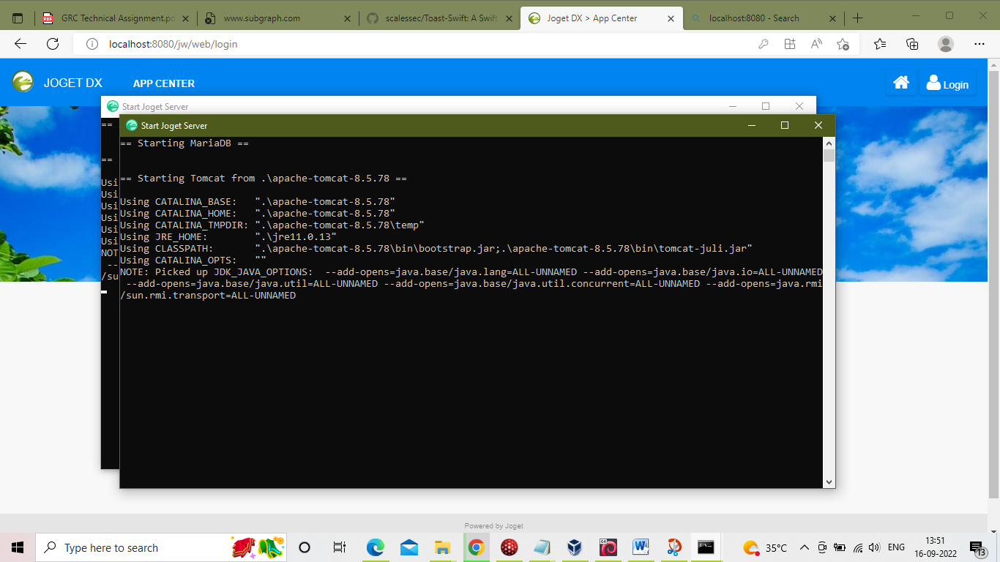 GRC Technical Assignment.pd
www.subgraph.com
scalessec/Toast-Swift: A Swift
Joget DX > App Center
localhost:8080 - Search
localhost:8080/jw/web/login
JOGET DX
APP CENTER
Login
Start Joget Server
==
==
Usi
Usi
Usi
Usi
Usi
Usi
NOT
--
/su
Start Joget Server
== Starting MariaDB ==
== Starting Tomcat from .\apache-tomcat-8.5.78 ==
Using CATALINA_BASE:   ".\apache-tomcat-8.5.78"
Using CATALINA_HOME:   ".\apache-tomcat-8.5.78"
Using CATALINA_TMPDIR: ".\apache-tomcat-8.5.78\temp"
Using JRE_HOME:        ".\jre11.0.13"
Using CLASSPATH:       ".\apache-tomcat-8.5.78\bin\bootstrap.jar;.\apache-tomcat-8.5.78\bin\tomcat-juli.jar"
Using CATALINA_OPTS:   ""
NOTE: Picked up JDK_JAVA_OPTIONS:  --add-opens=java.base/java.lang=ALL-UNNAMED --add-opens=java.base/java.io=ALL-UNNAMED
--add-opens=java.base/java.util=ALL-UNNAMED --add-opens=java.base/java.util.concurrent=ALL-UNNAMED --add-opens=java.rmi
/sun.rmi.transport=ALL-UNNAMED
Powered by Joget
Type here to search
35°C
ENG
13:51
16-09-2022
13